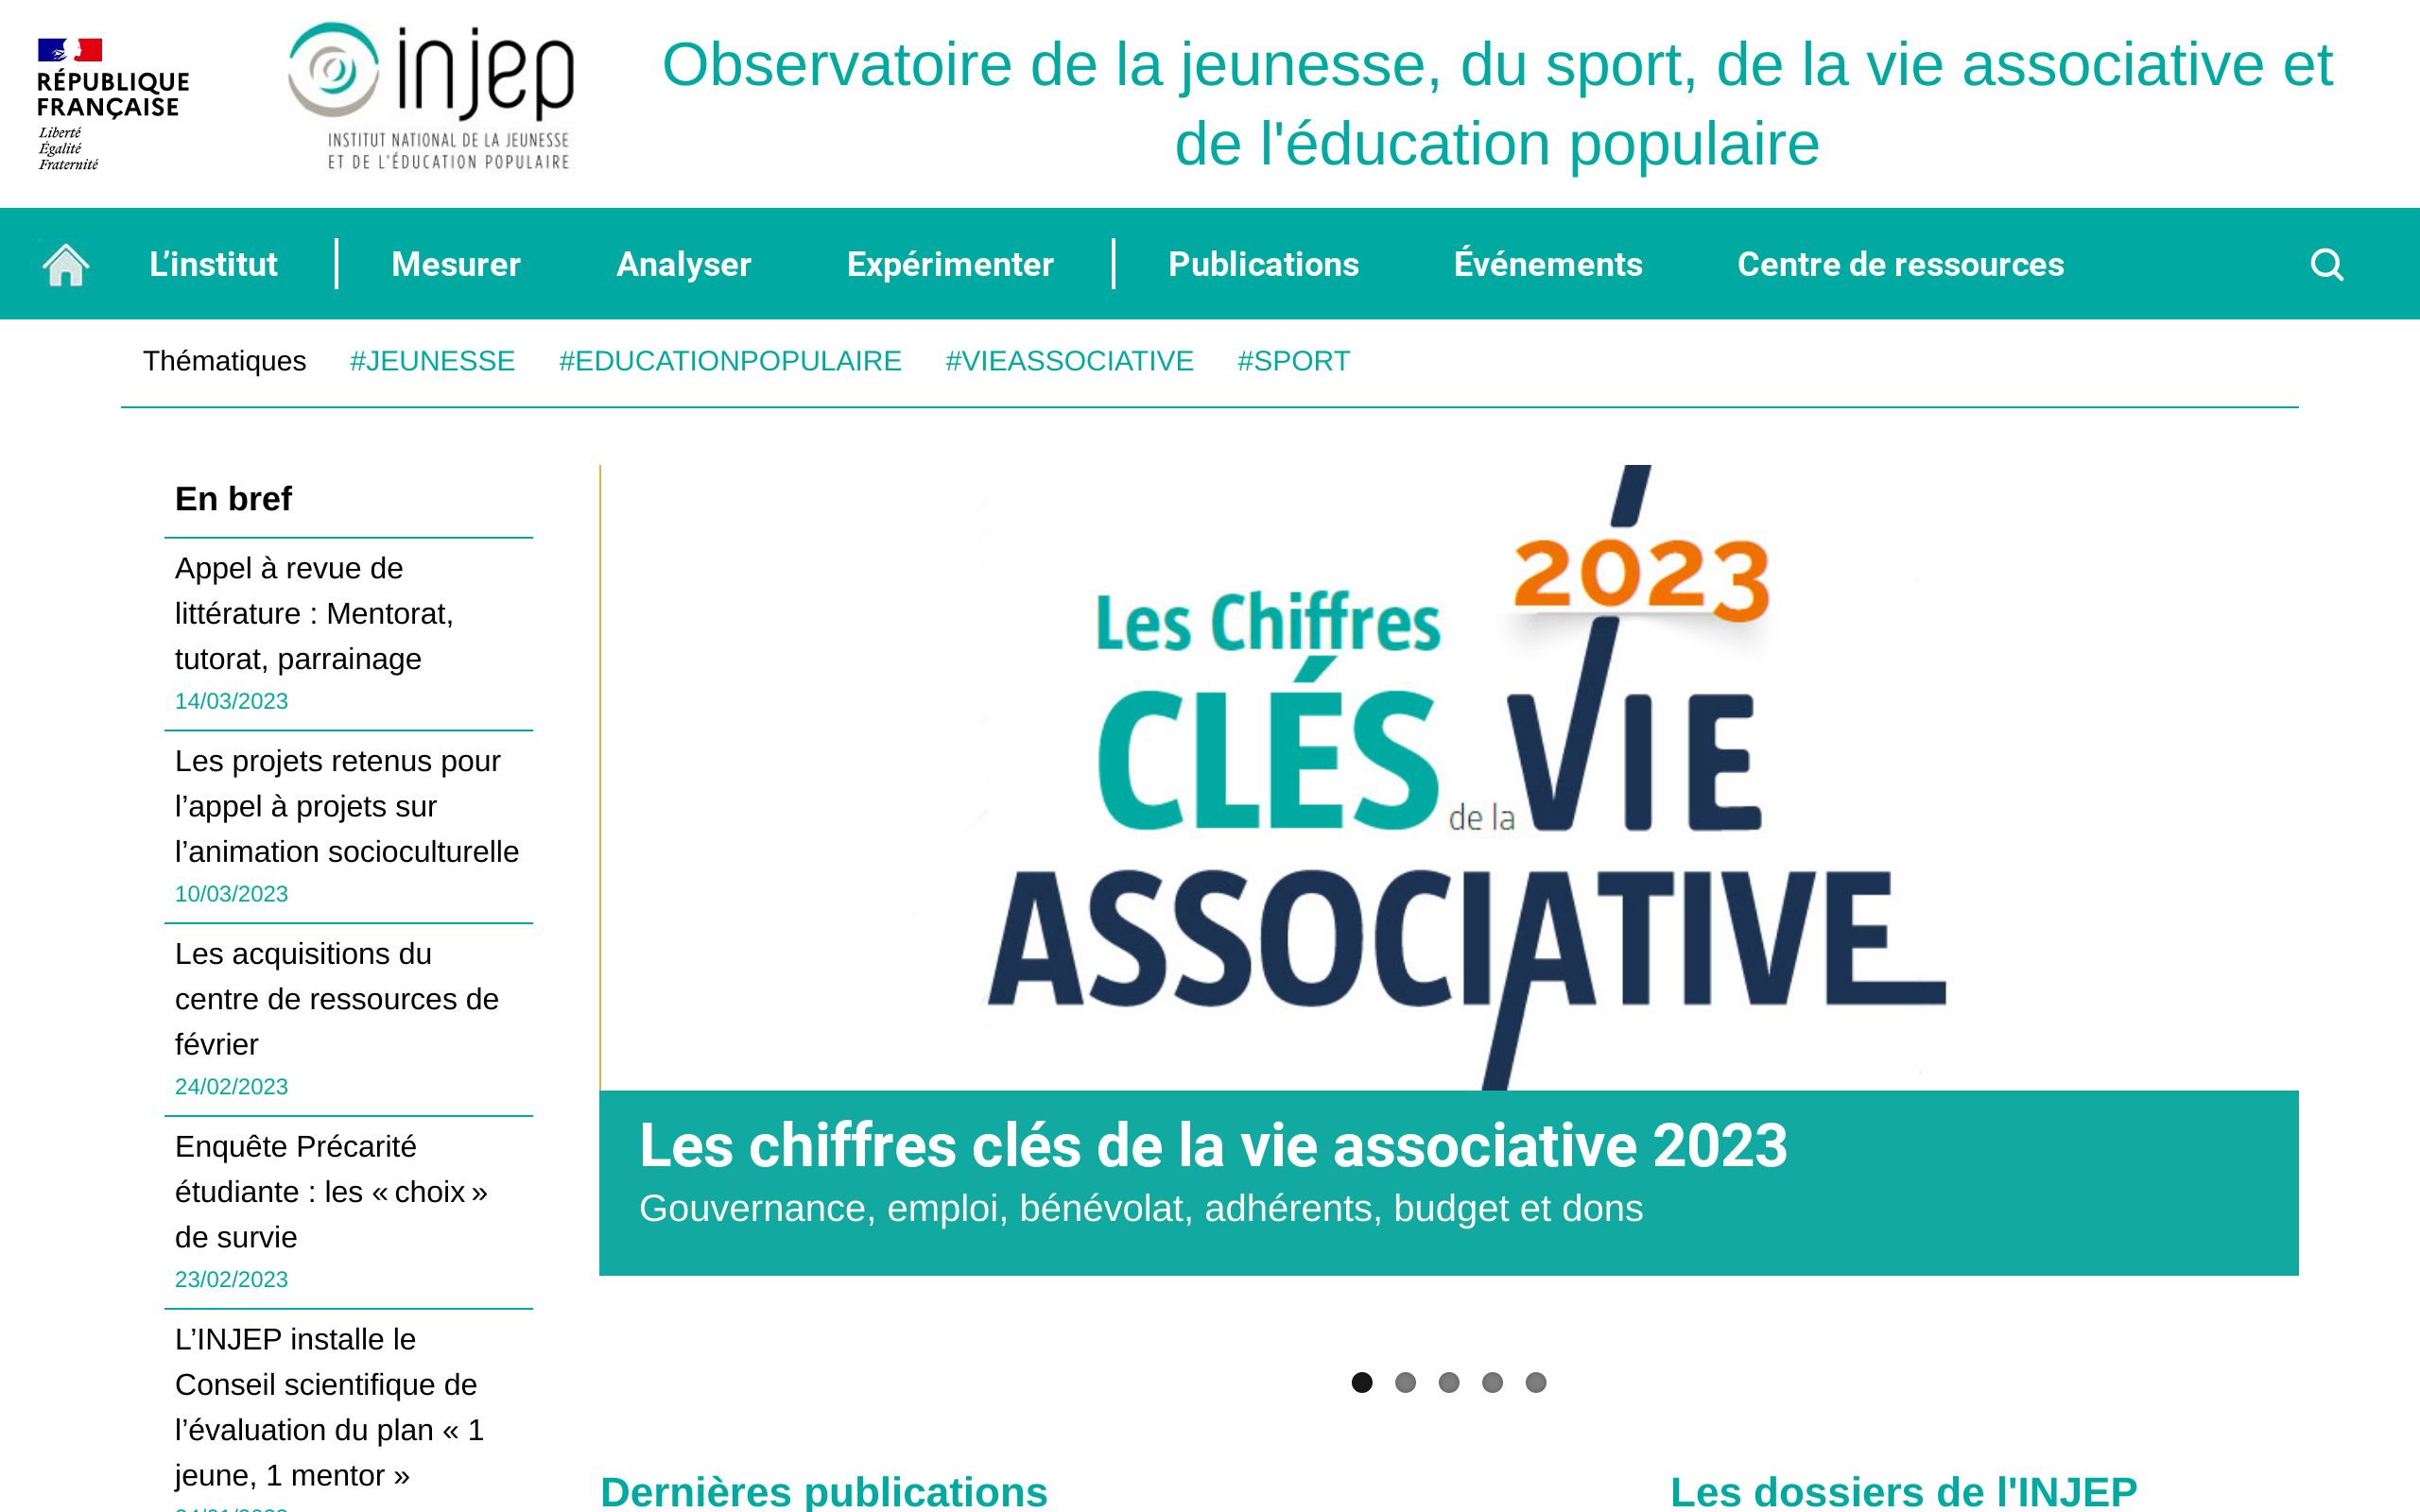 RÉPUBLIQUE
FRANÇAISE
Liberté
Égalité
Fraternité
injep
INSTITUT NATIONAL DE LA JEUNESSE
ET DE L'ÉDUCATION POPULAIRE
Observatoire de la jeunesse, du sport, de la vie associative et
de l'éducation populaire
L’institut Mesurer Analyser Expérimenter Publications Événements Centre de ressources
Thématiques #JEUNESSE #EDUCATIONPOPULAIRE #VIEASSOCIATIVE #SPORT
En bref
Appel à revue de
littérature : Mentorat,
tutorat, parrainage
14/03/2023
Les projets retenus pour
l’appel à projets sur
l’animation socioculturelle
10/03/2023
Les acquisitions du
centre de ressources de
février
24/02/2023
Enquête Précarité
étudiante : les « choix »
de survie
23/02/2023
L’INJEP installe le
Conseil scientifique de
l’évaluation du plan « 1
jeune, 1 mentor »
2023
Les Chiffres
CLÉS de la VIE
ASSOCIATIVE
Les chiffres clés de la vie associative 2023
Gouvernance, emploi, bénévolat, adhérents, budget et dons
Dernières publications
Les dossiers de l'INJEP